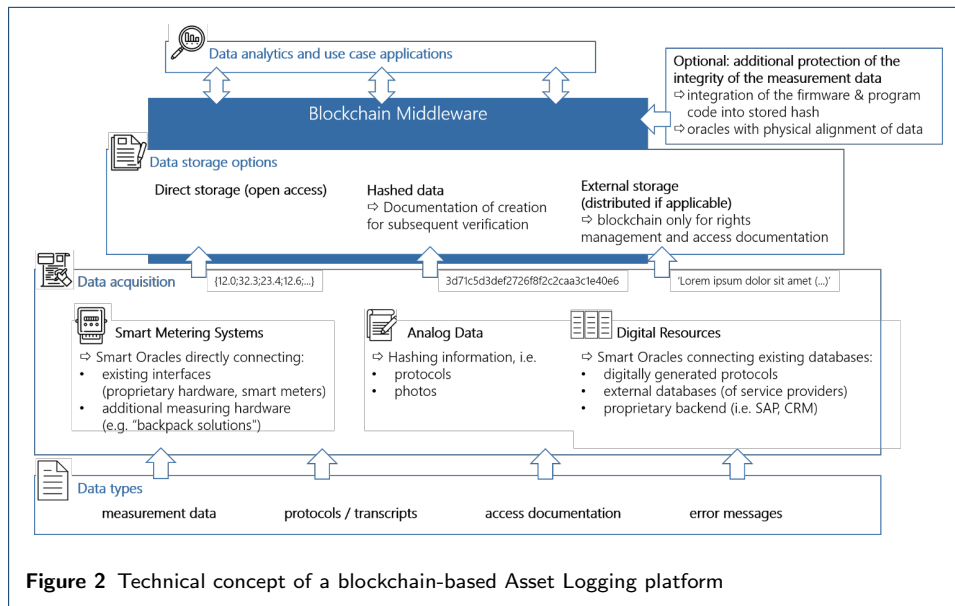 Data analytics and use case applications
Optional: additional protection of the
integrity of the measurement data
⇨ integration of the firmware & program
code into stored hash
⇨ oracles with physical alignment of data
Blockchain Middleware
Data storage options
Direct storage (open access)
Hashed data
⇨ Documentation of creation
for subsequent verification
External storage
(distributed if applicable)
⇨ blockchain only for rights
management and access documentation
Data acquisition
{12.0;32.3;23.4;12.6;...}
3d71c5d3def2726f8f2c2caa3c1e40e6
'Lorem ipsum dolor sit amet (...)'
Smart Metering Systems
⇨ Smart Oracles directly connecting:
• existing interfaces
(proprietary hardware, smart meters)
• additional measuring hardware
(e.g. "backpack solutions")
Analog Data
⇨ Hashing information, i.e.
• protocols
• photos
Digital Resources
⇨ Smart Oracles connecting existing databases:
• digitally generated protocols
• external databases (of service providers)
• proprietary backend (i.e. SAP, CRM)
Data types
measurement data
protocols / transcripts
access documentation
error messages
Figure 2 Technical concept of a blockchain-based Asset Logging platform